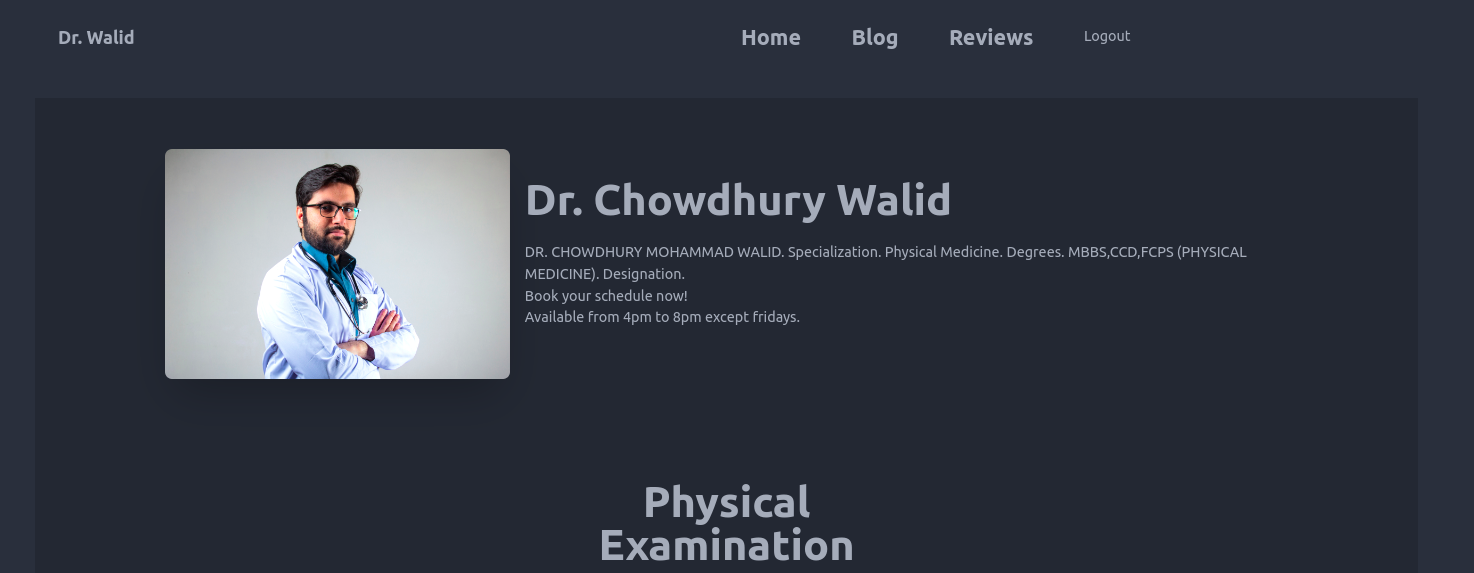 Dr. Walid
Home
Blog
Reviews
Logout
Dr. Chowdhury Walid
DR. CHOWDHURY MOHAMMAD WALID. Specialization. Physical Medicine. Degrees. MBBS,CCD,FCPS (PHYSICAL
MEDICINE). Designation.
Book your schedule now!
Available from 4pm to 8pm except fridays.
Physical
Examination